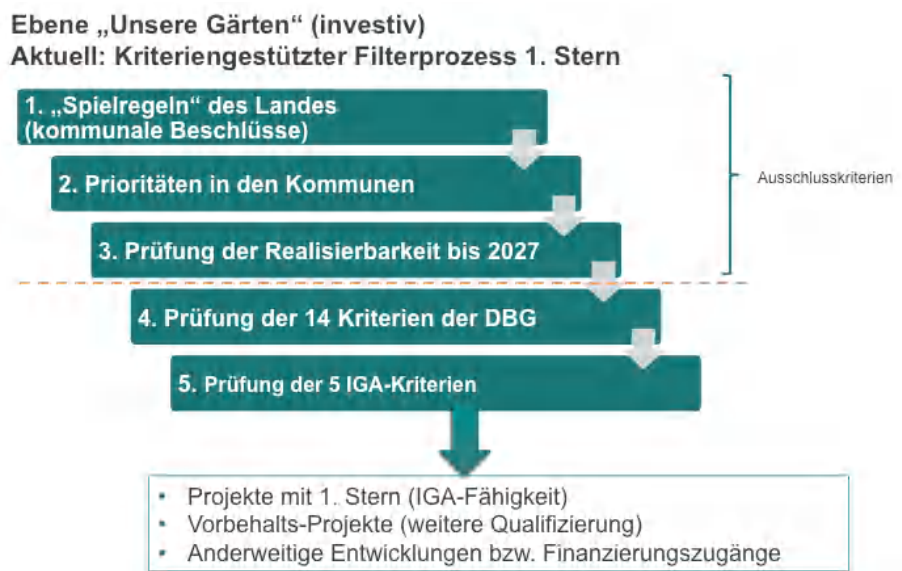 Ebene „Unsere Gärten“ (investiv)
Aktuell: Kriteriengestützter Filterprozess 1. Stern
1. „Spielregeln“ des Landes
(kommunale Beschlüsse)
2. Prioritäten in den Kommunen
Ausschlusskriterien
3. Prüfung der Realisierbarkeit bis 2027
4. Prüfung der 14 Kriterien der DBG
5. Prüfung der 5 IGA-Kriterien
• Projekte mit 1. Stern (IGA-Fähigkeit)
• Vorbehalts-Projekte (weitere Qualifizierung)
• Anderweitige Entwicklungen bzw. Finanzierungszugänge